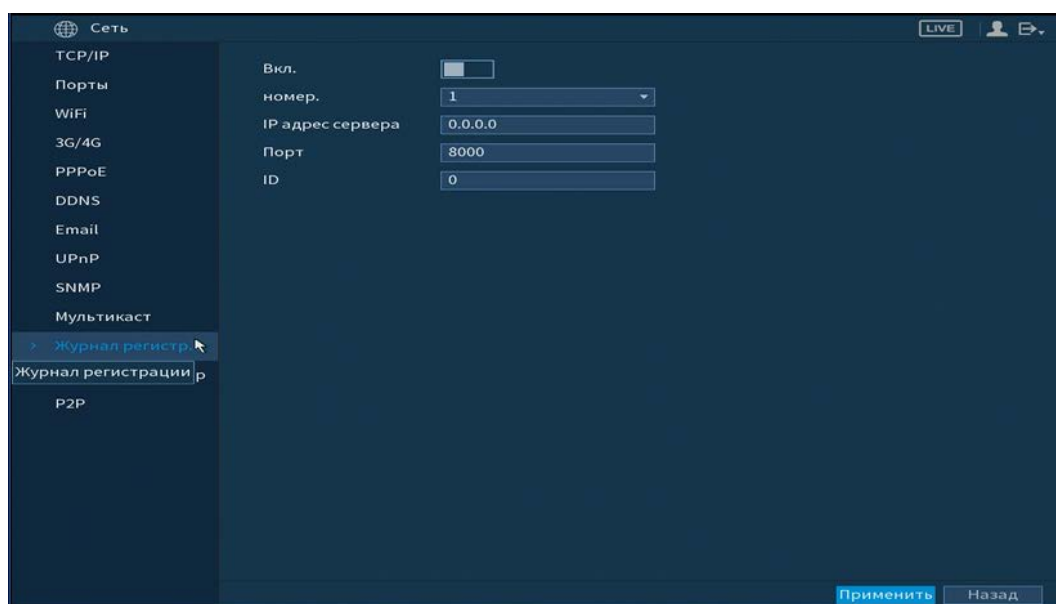 Сеть
LIVE
TCP/IP
Порты
WiFi
3G/4G
PPPoE
DDNS
Email
UPnP
SNMP
Мультикаст
> Журнал регистр.
Журнал регистрации
P2P
Вкл.
номер. 1
IP адрес сервера 0.0.0.0
Порт 8000
ID 0
Применить
Назад